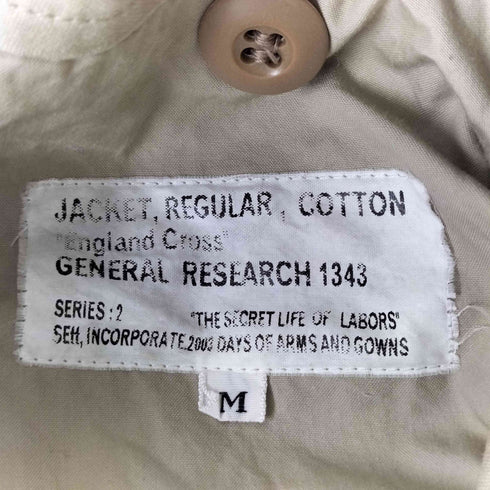 JACKET, REGULAR, COTTON
"England Cross"
GENERAL RESEARCH 1343
SERIES : 2 "THE SECRET LIFE OF LABORS"
SEH, INCORPORATE.2003 DAYS OF ARMS AND GOWNS
M